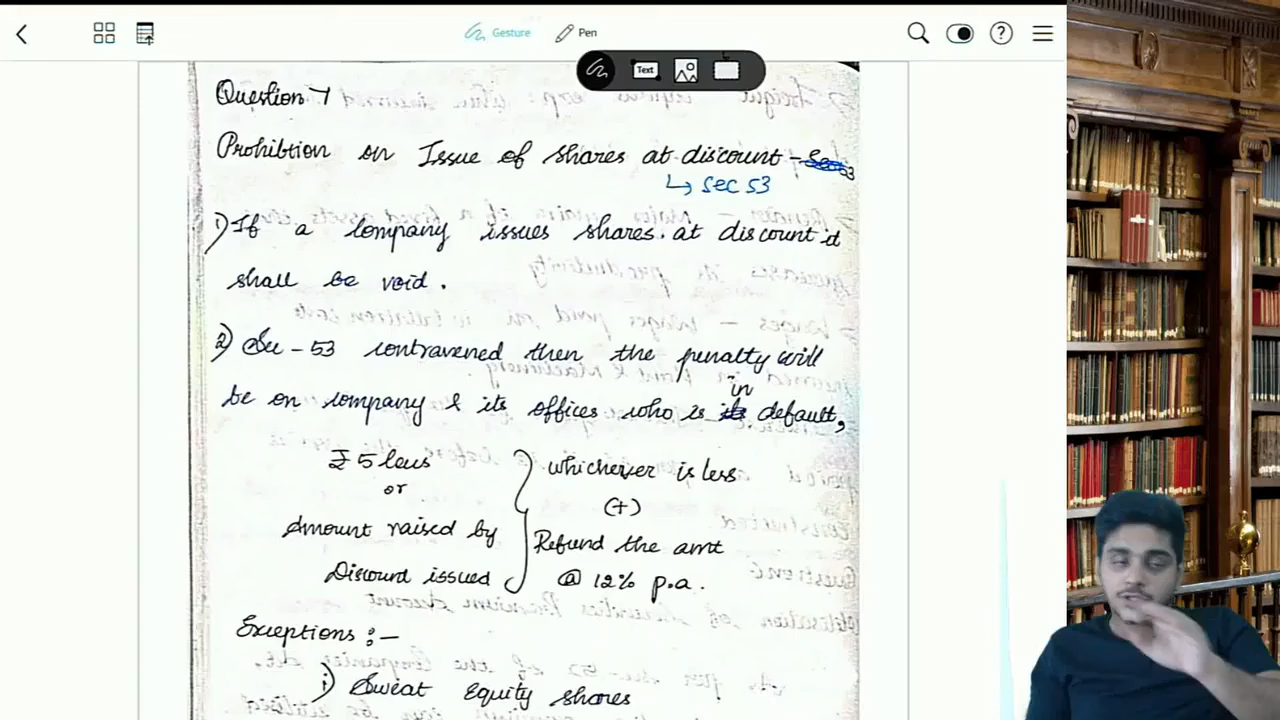 Gesture
Pen
Text
Question 7
Prohibtion on Issue of shares at discount - Sec 53
↳ sec 53
1) If a company issues shares. at discount it
shall be void.
2) Sec - 53 contravened then the penalty will
in
be on company & its offices who is its default,
₹ 5 lacs
or
Amount raised by
Discount issued
whichever is less
(+)
Refund the amt
@ 12% p.a.
Exceptions :-
i) Sweat Equity shares